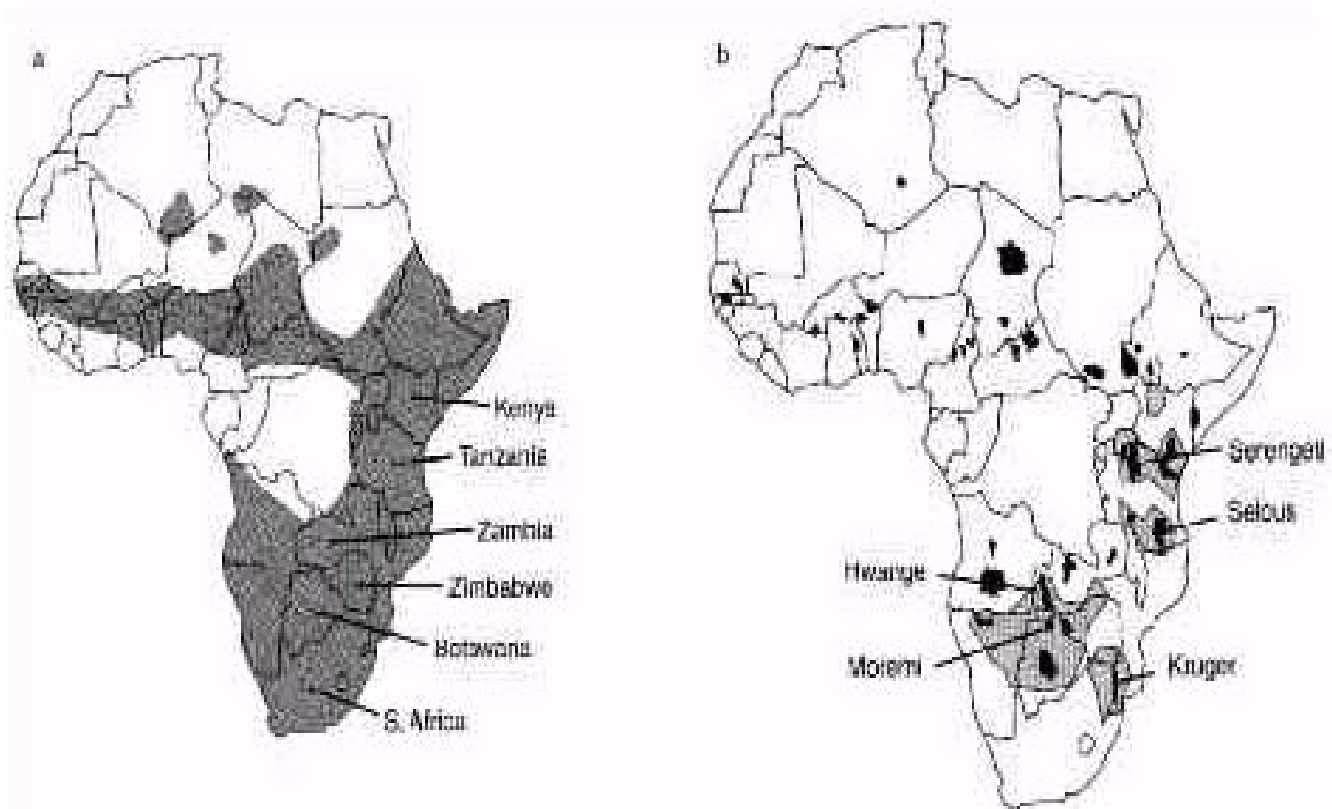 a
Kenya
Tanzania
Zambia
Zimbabwe
Botswana
S. Africa
b
Serengeti
Selous
Hwange
Moremi
Kruger